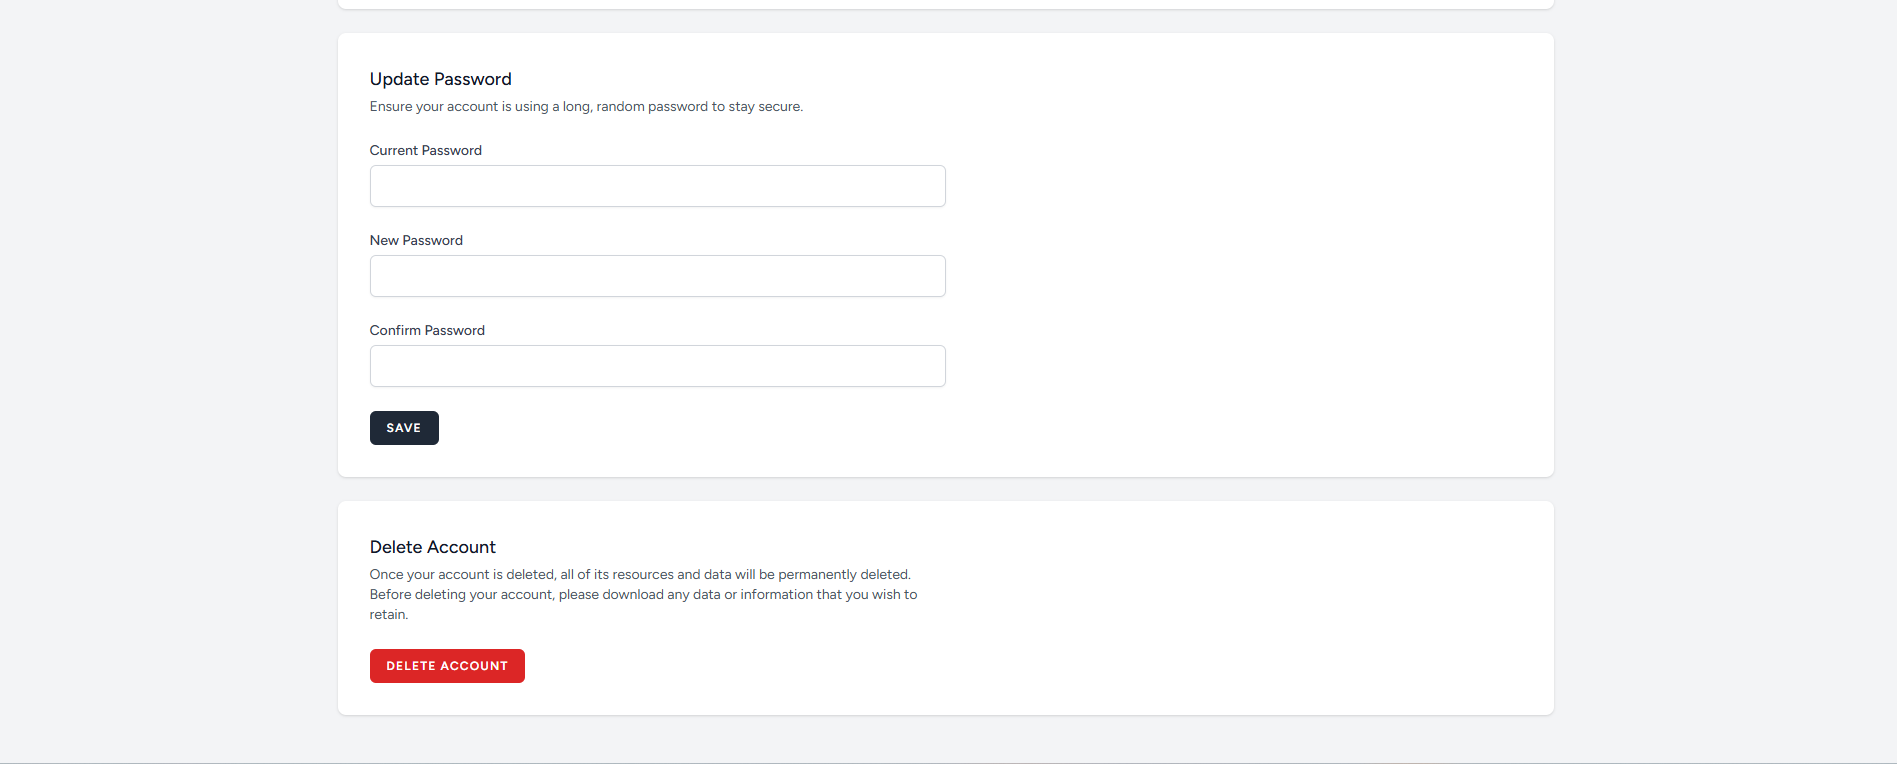 Update Password
Ensure your account is using a long, random password to stay secure.
Current Password
New Password
Confirm Password
SAVE
Delete Account
Once your account is deleted, all of its resources and data will be permanently deleted.
Before deleting your account, please download any data or information that you wish to
retain.
DELETE ACCOUNT